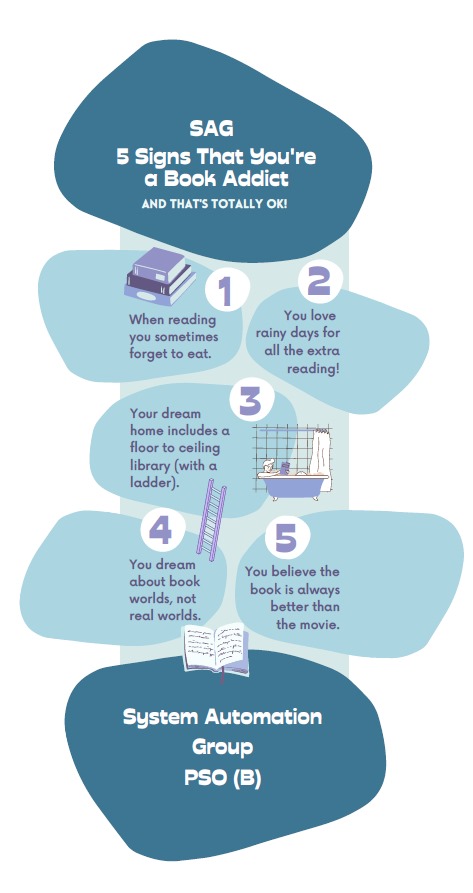 SAG
5 Signs That You're
a Book Addict
AND THAT'S TOTALLY OK!
1
When reading
you sometimes
forget to eat.
2
You love
rainy days for
all the extra
reading!
3
Your dream
home includes a
floor to ceiling
library (with a
ladder).
4
You dream
about book
worlds, not
real worlds.
5
You believe the
book is always
better than
the movie.
System Automation
Group
PSO (B)